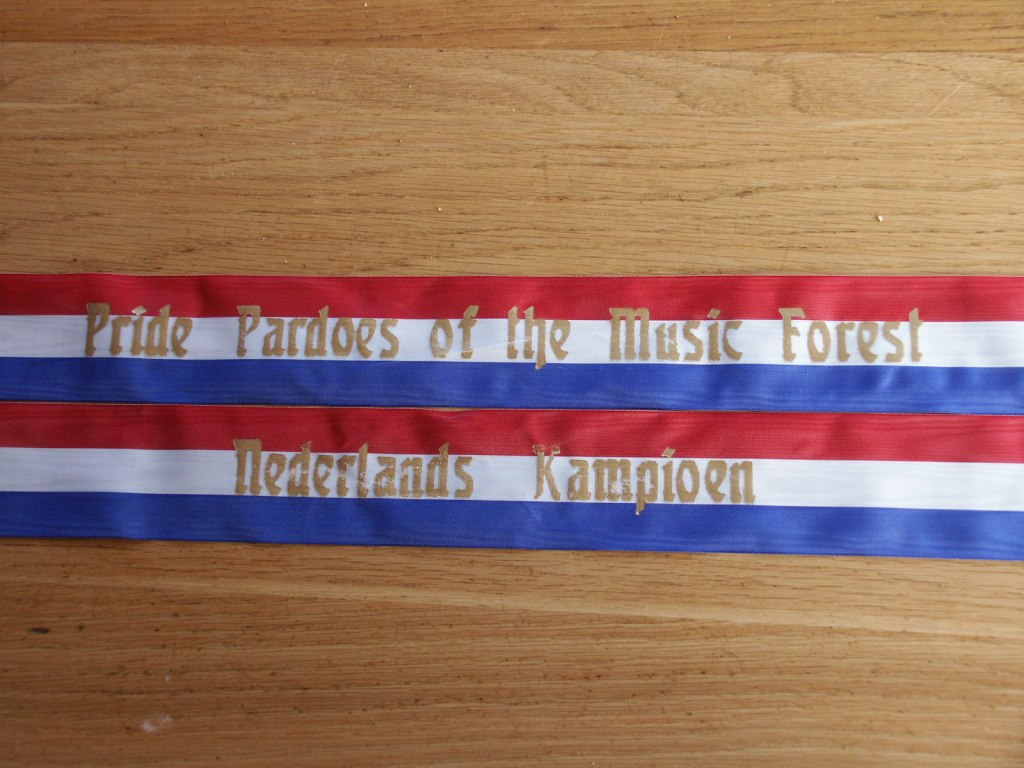 Pride Pardoes of the Music Forest
Nederlands Kampioen